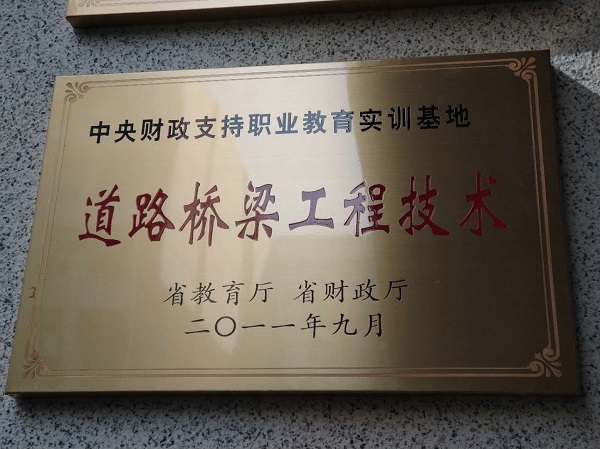 中央财政支持职业教育实训基地
道路桥梁工程技术
省教育厅 省财政厅
二〇一一年九月